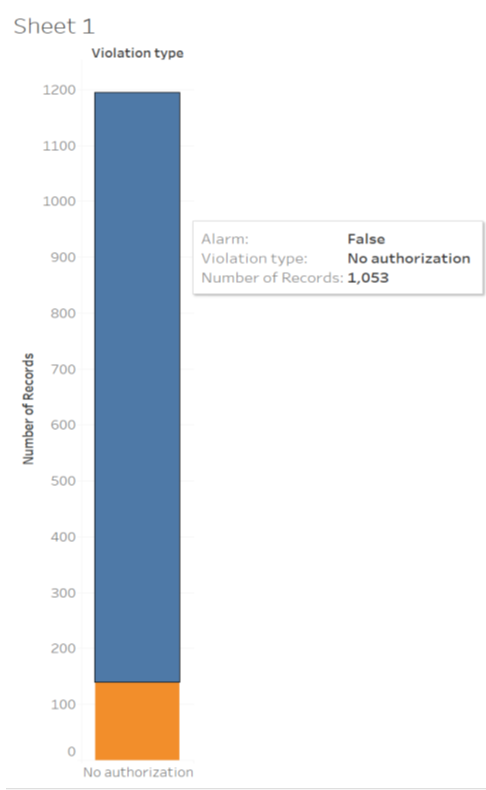 Sheet 1
Violation type
1200
1100
1000
900
800
700
600
500
400
300
200
100
0
Number of Records
Alarm: False
Violation type: No authorization
Number of Records: 1,053
No authorization